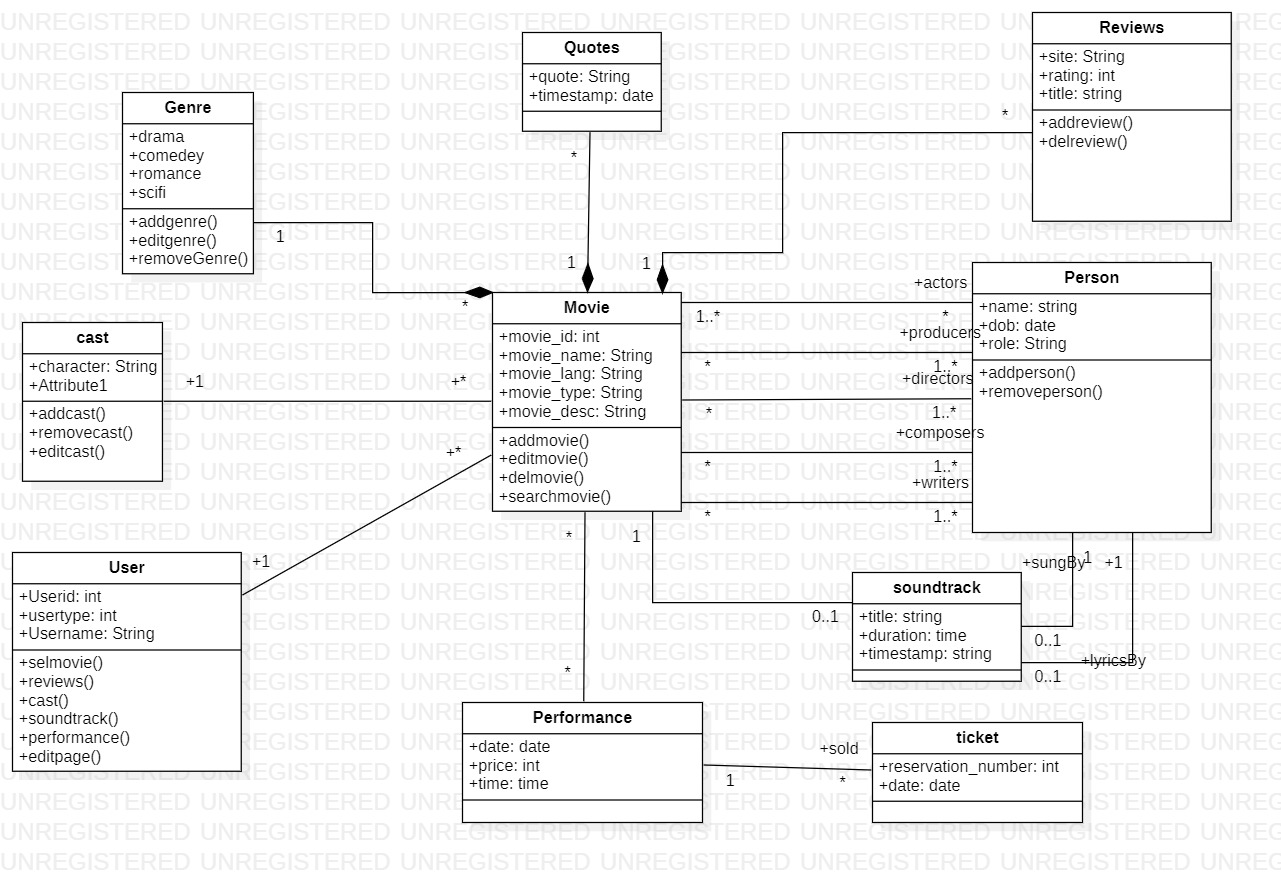 Quotes
+quote: String
+timestamp: date
Reviews
+site: String
+rating: int
+title: string
+addreview()
+delreview()
Genre
+drama
+comedey
+romance
+scifi
+addgenre()
+editgenre()
+removeGenre()
*
*
1
1
1
*
cast
+character: String
+Attribute1
+addcast()
+removecast()
+editcast()
+1
+*
Movie
+movie_id: int
+movie_name: String
+movie_lang: String
+movie_type: String
+movie_desc: String
+addmovie()
+editmovie()
+delmovie()
+searchmovie()
+actors
1..*
*
+producers
*
1..*
+directors
*
1..*
+composers
*
1..*
+writers
*
1..*
Person
+name: string
+dob: date
+role: String
+addperson()
+removeperson()
+*
+1
User
+Userid: int
+usertype: int
+Username: String
+selmovie()
+reviews()
+cast()
+soundtrack()
+performance()
+editpage()
*
1
*
0..1
+sungBy
1
+1
soundtrack
+title: string
+duration: time
+timestamp: string
0..1
+lyricsBy
0..1
Performance
+date: date
+price: int
+time: time
+sold
1
*
ticket
+reservation_number: int
+date: date
UNREGISTERED